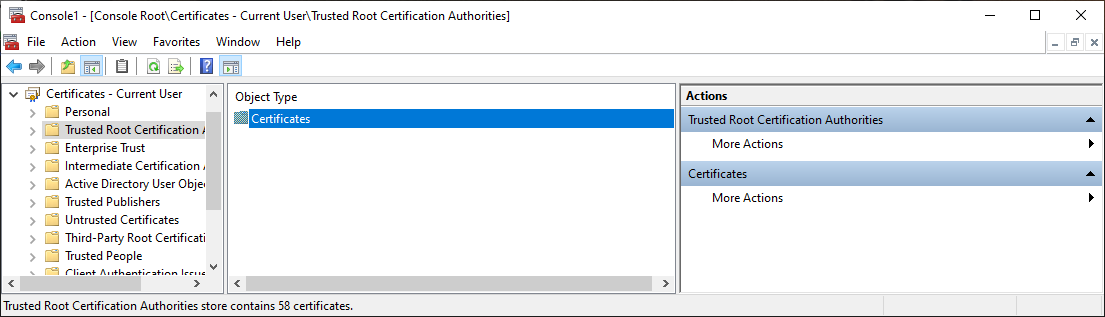 Console1 - [Console Root\Certificates - Current User\Trusted Root Certification Authorities]
File Action View Favorites Window Help
Certificates - Current User
Personal
Trusted Root Certification A
Enterprise Trust
Intermediate Certification A
Active Directory User Objec
Trusted Publishers
Untrusted Certificates
Third-Party Root Certificati
Trusted People
Client Authentication Issue
Object Type
Certificates
Actions
Trusted Root Certification Authorities
More Actions
Certificates
More Actions
Trusted Root Certification Authorities store contains 58 certificates.